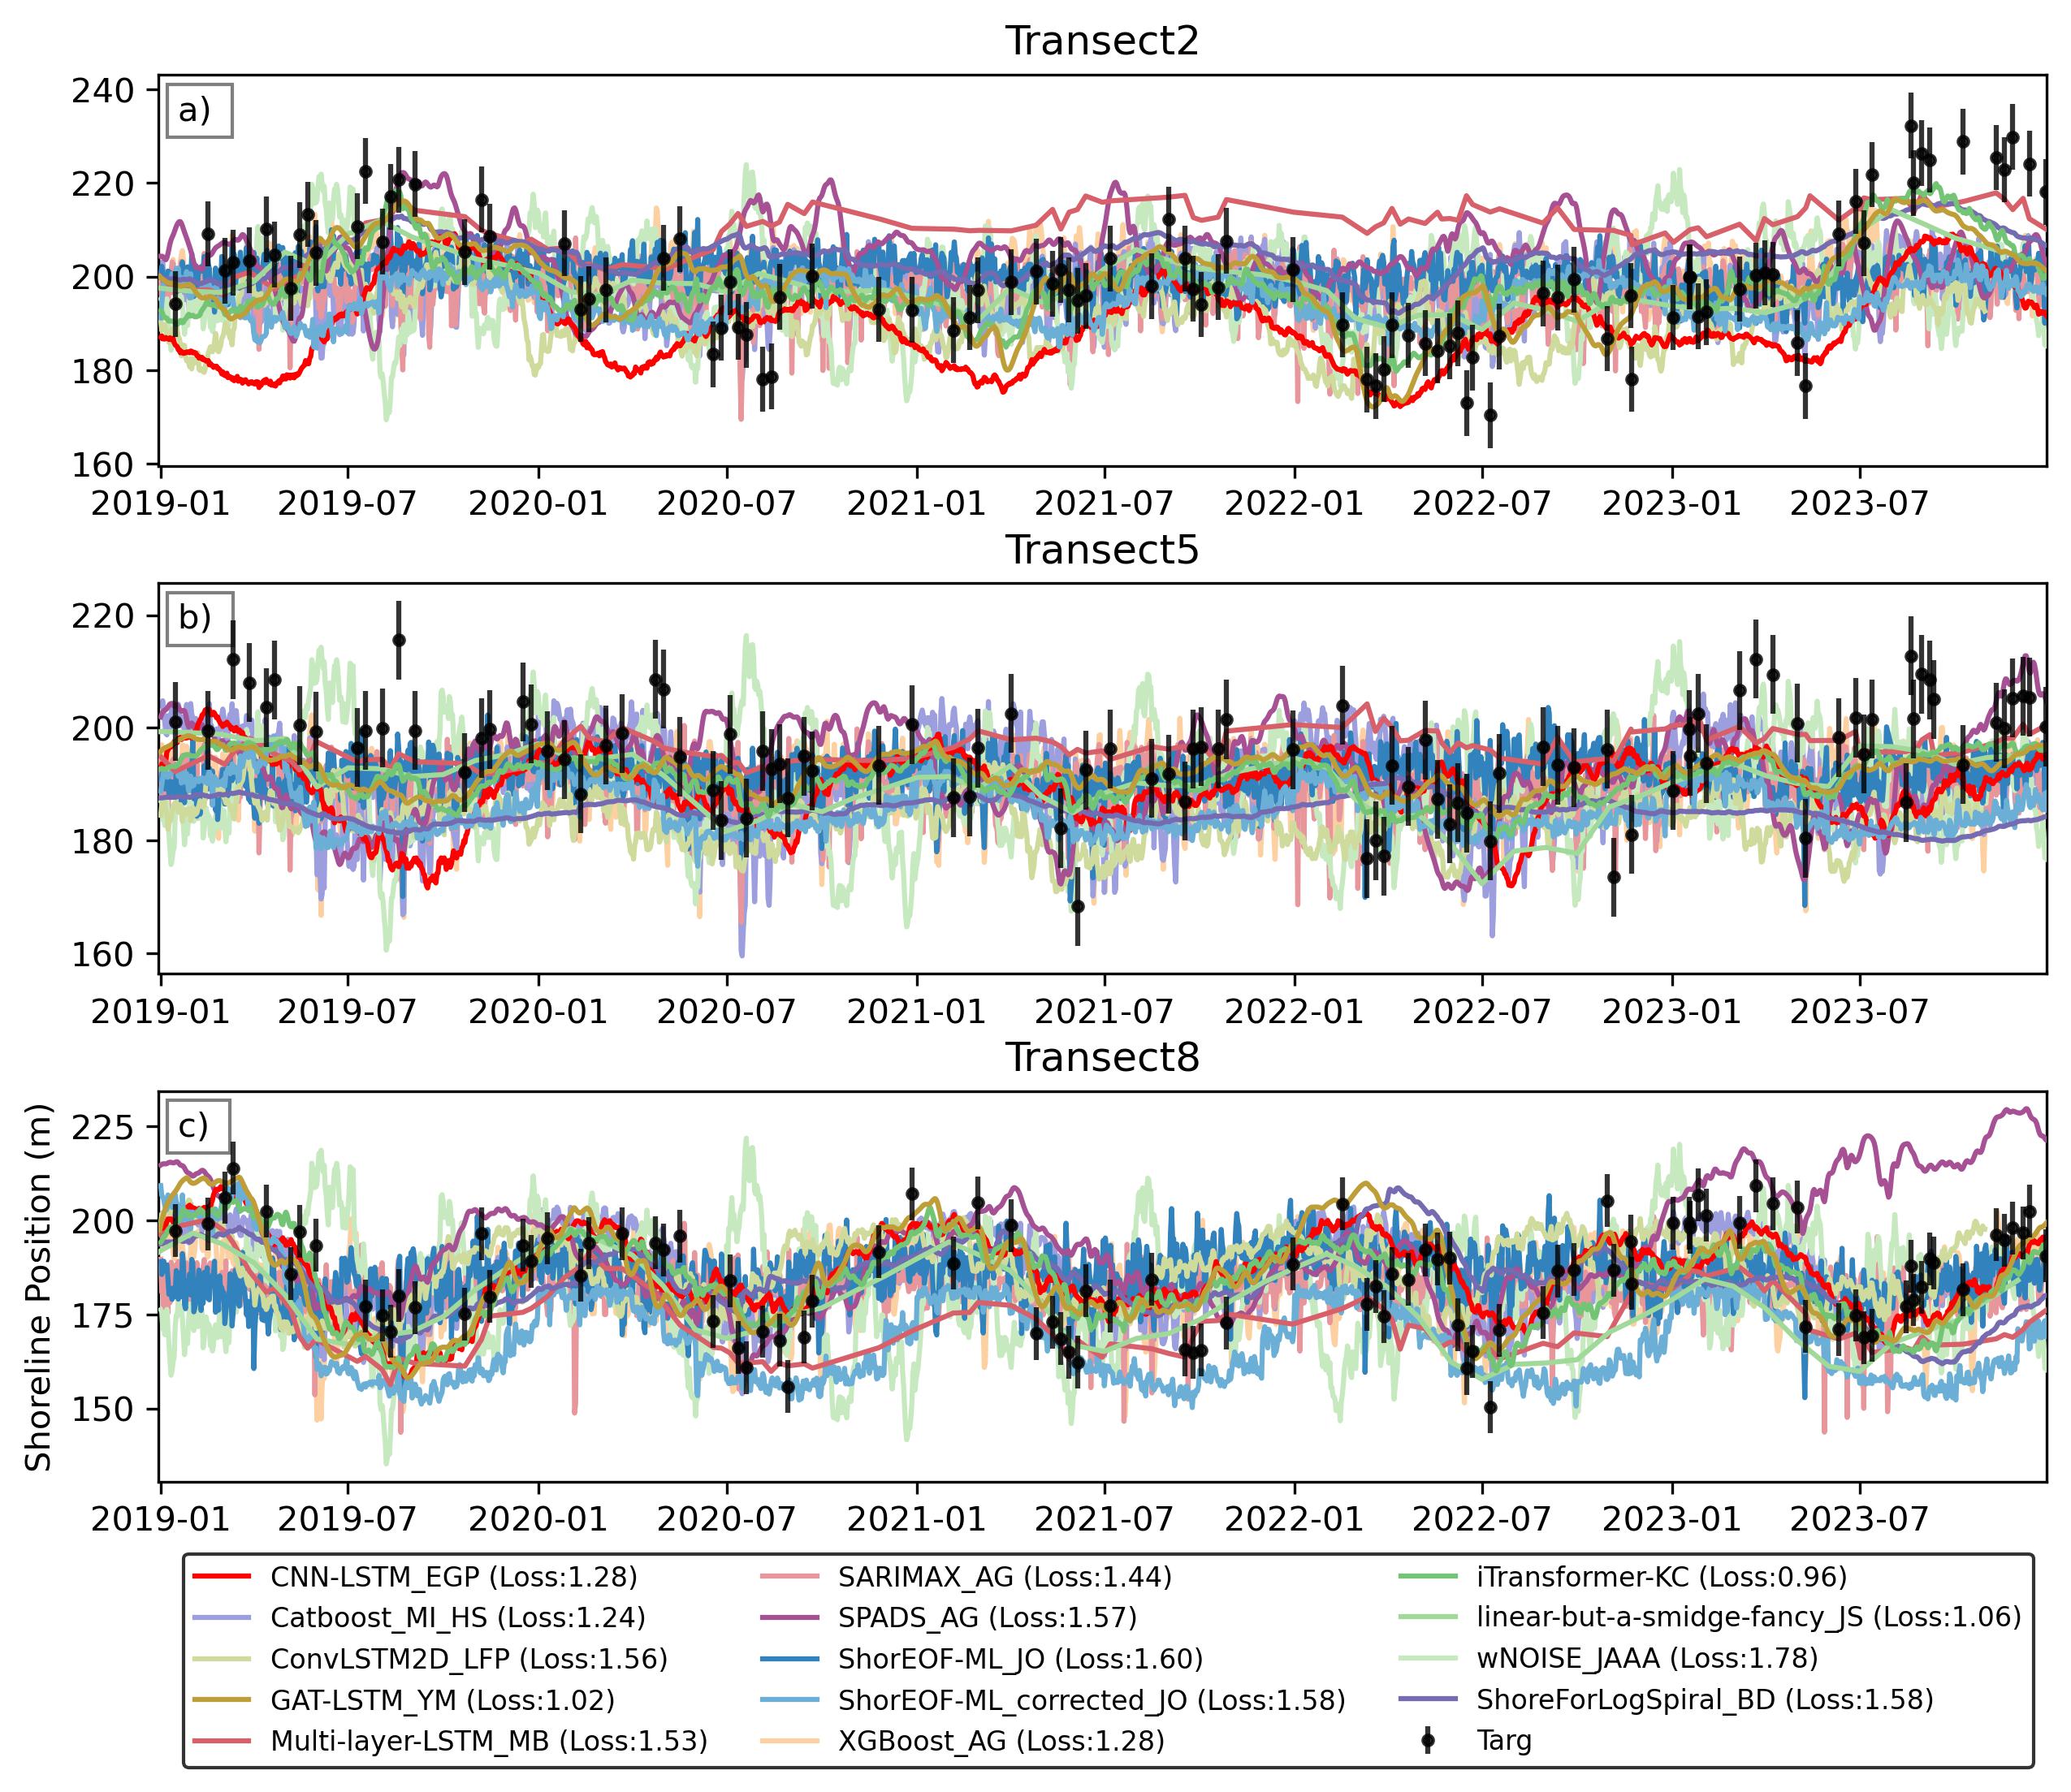 Transect2
a)
240
220
200
180
160
2019-01 2019-07 2020-01 2020-07 2021-01 2021-07 2022-01 2022-07 2023-01 2023-07
Transect5
b)
220
200
180
160
2019-01 2019-07 2020-01 2020-07 2021-01 2021-07 2022-01 2022-07 2023-01 2023-07
Transect8
c)
Shoreline Position (m)
225
200
175
150
2019-01 2019-07 2020-01 2020-07 2021-01 2021-07 2022-01 2022-07 2023-01 2023-07
CNN-LSTM_EGP (Loss:1.28)
Catboost_MI_HS (Loss:1.24)
ConvLSTM2D_LFP (Loss:1.56)
GAT-LSTM_YM (Loss:1.02)
Multi-layer-LSTM_MB (Loss:1.53)
SARIMAX_AG (Loss:1.44)
SPADS_AG (Loss:1.57)
ShorEOF-ML_JO (Loss:1.60)
ShorEOF-ML_corrected_JO (Loss:1.58)
XGBoost_AG (Loss:1.28)
iTransformer-KC (Loss:0.96)
linear-but-a-smidge-fancy_JS (Loss:1.06)
wNOISE_JAAA (Loss:1.78)
ShoreForLogSpiral_BD (Loss:1.58)
Targ